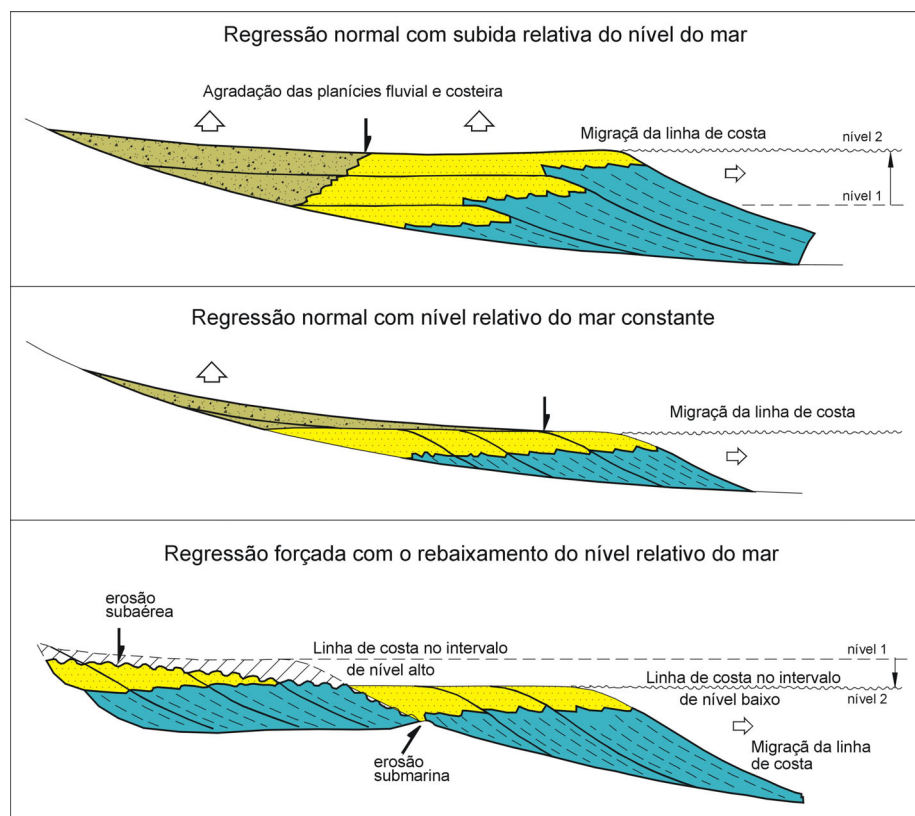 Regressão normal com subida relativa do nível do mar
Agradação das planícies fluvial e costeira
Migraçã da linha de costa
nível 2
nível 1
Regressão normal com nível relativo do mar constante
Migraçã da linha de costa
Regressão forçada com o rebaixamento do nível relativo do mar
erosão
subaérea
Linha de costa no intervalo
de nível alto
nível 1
Linha de costa no intervalo
de nível baixo
nível 2
Migraçã da linha
de costa
erosão
submarina